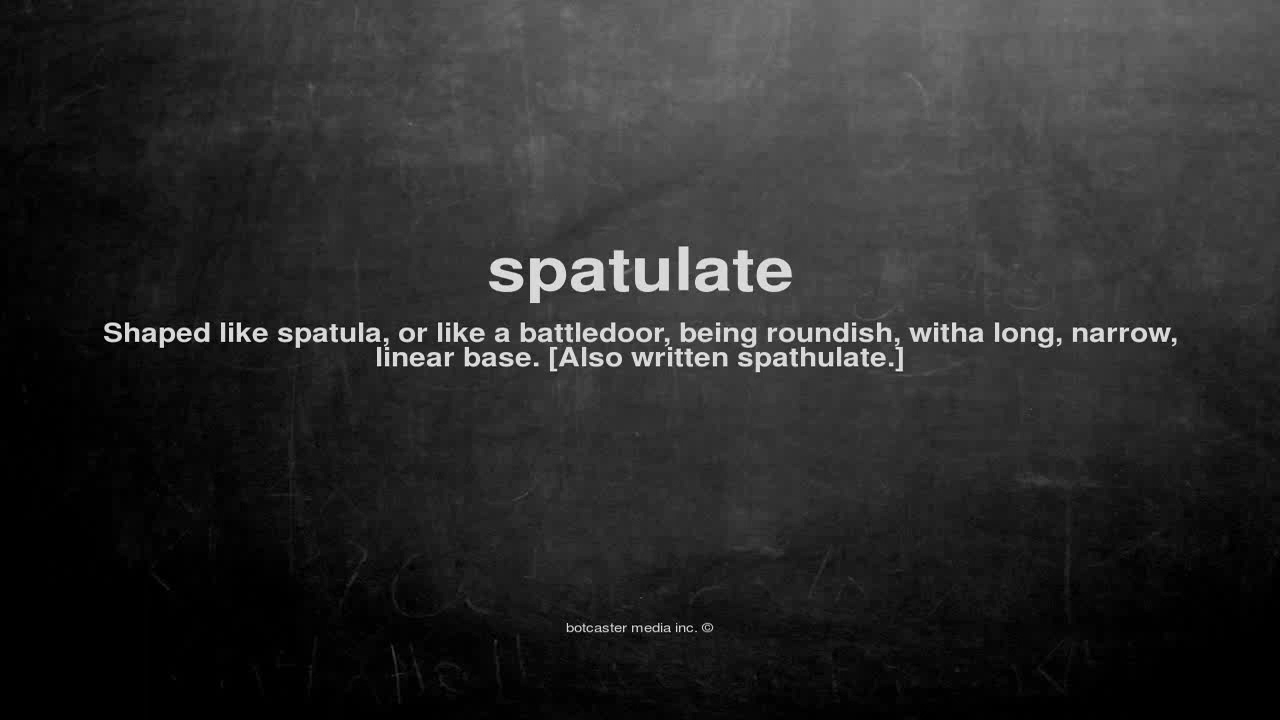 spatulate
Shaped like spatula, or like a battledoor, being roundish, witha long, narrow,
linear base. [Also written spathulate.]
botcaster media inc. ©